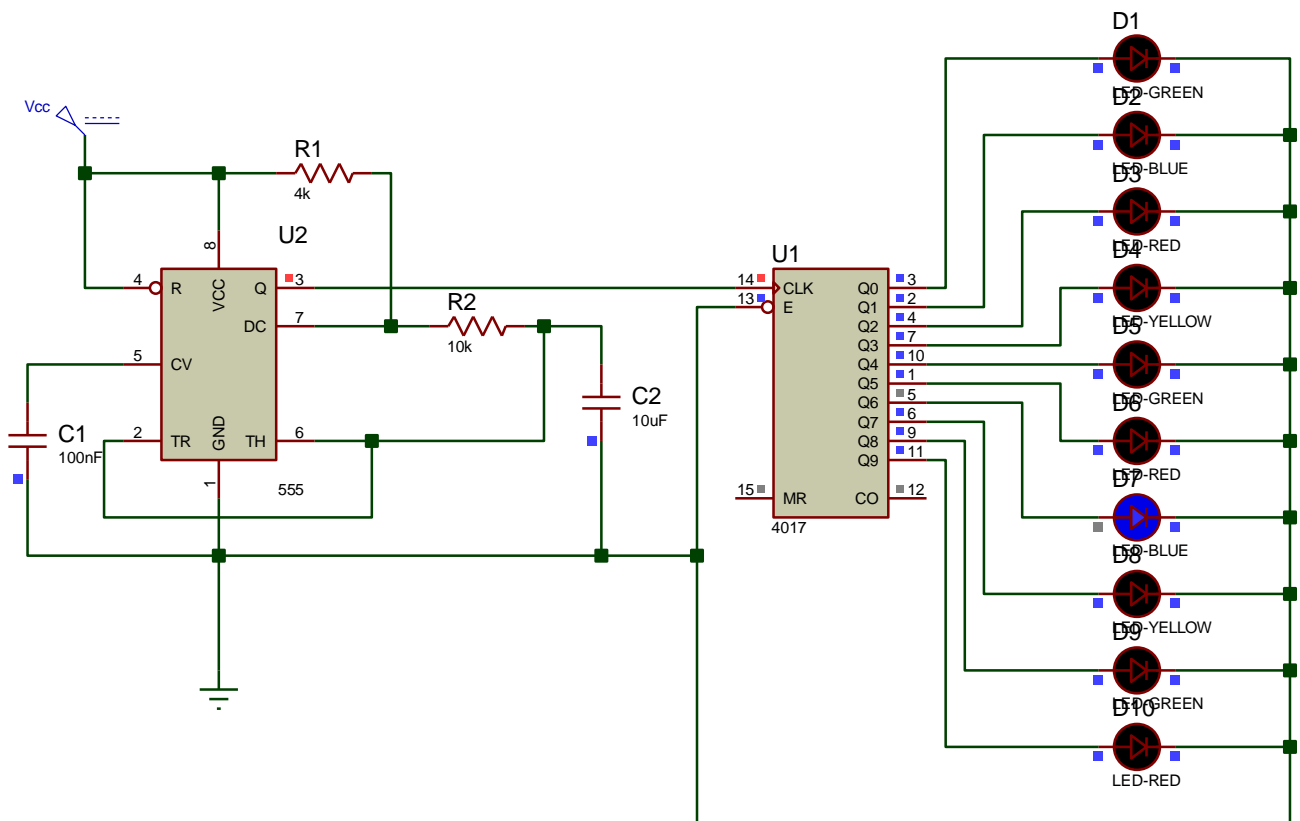 Vcc
R1
4k
U2
8
VCC
4
R
Q
3
DC
7
5
CV
2
TR
GND
TH
6
1
555
C1
100nF
R2
10k
C2
10uF
U1
14
CLK
13
E
15
MR
Q0
3
Q1
2
Q2
4
Q3
7
Q4
10
Q5
1
Q6
5
Q7
6
Q8
9
Q9
11
CO
12
4017
D1
LED-GREEN
D2
LED-BLUE
D3
LED-RED
D4
LED-YELLOW
D5
LED-GREEN
D6
LED-RED
D7
LED-BLUE
D8
LED-YELLOW
D9
LED-GREEN
D10
LED-RED